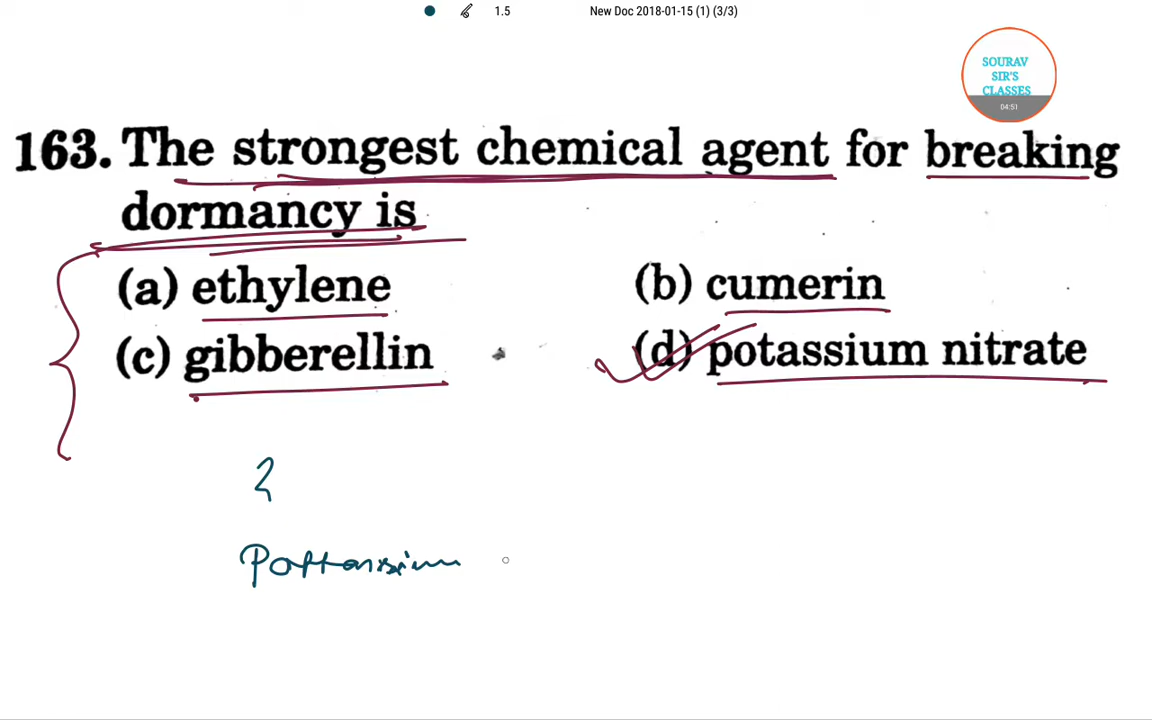 1.5 New Doc 2018-01-15 (1) (3/3)
SOURAV
SIR'S
CLASSES
04:51
163. The strongest chemical agent for breaking
dormancy is
(a) ethylene (b) cumerin
(c) gibberellin (d) potassium nitrate
Pottassium